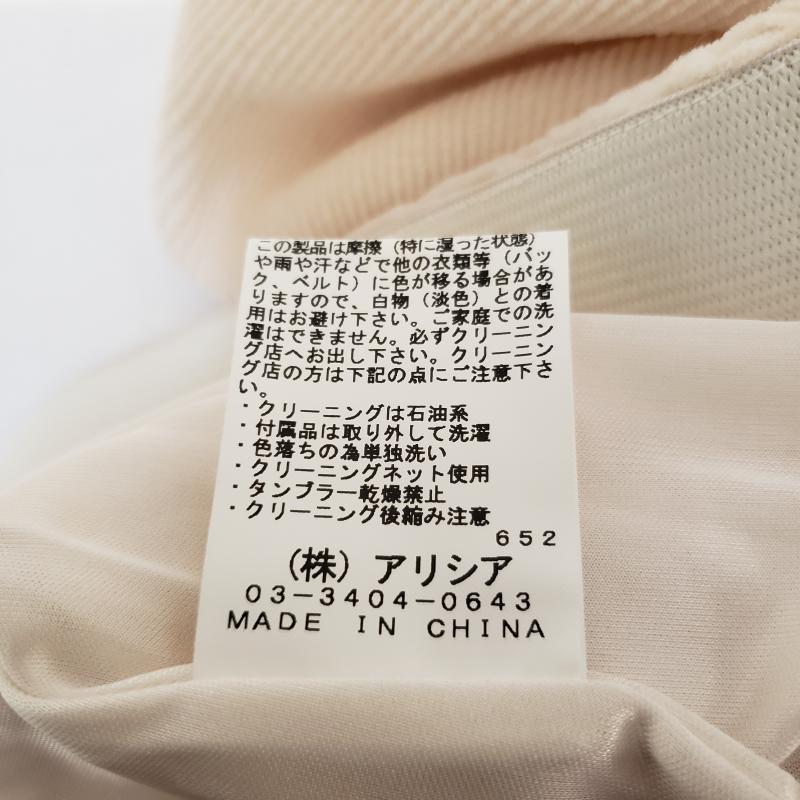 この製品は摩擦（特に湿った状態）
や雨や汗などで他の衣類等（バッ
ク、ベルト）に色が移る場合があ
りますので、白物（淡色）との着
用はお避け下さい。ご家庭での洗
濯はできません。必ずクリーニン
グ店へお出し下さい。クリーニン
グ店の方は下記の点にご注意下さ
い。
・クリーニングは石油系
・付属品は取り外して洗濯
・色落ちの為単独洗い
・クリーニングネット使用
・タンブラー乾燥禁止
・クリーニング後縮み注意
652
（株）アリシア
03-3404-0643
MADE IN CHINA